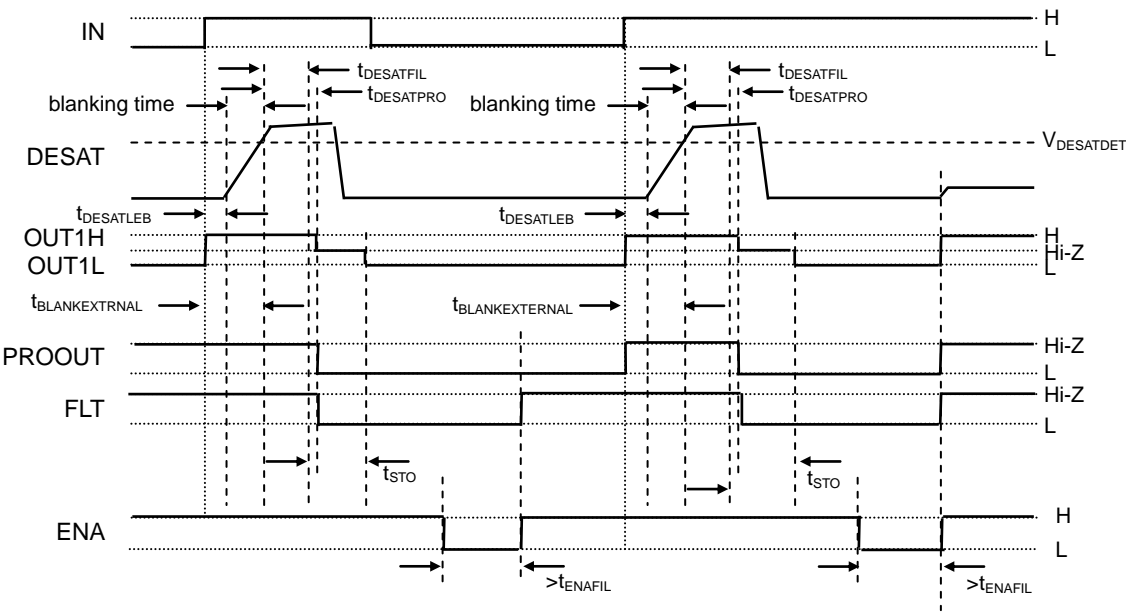 IN
H
L
tDESATFIL
tDESATPRO
blanking time
tDESATFIL
tDESATPRO
blanking time
DESAT
VDESATDET
tDESATLEB
tDESATLEB
OUT1H
OUT1L
H
Hi-Z
L
tBLANKEXTRNAL
tBLANKEXTERNAL
PROOUT
Hi-Z
L
FLT
Hi-Z
L
tSTO
tSTO
ENA
H
L
>tENAFIL
>tENAFIL